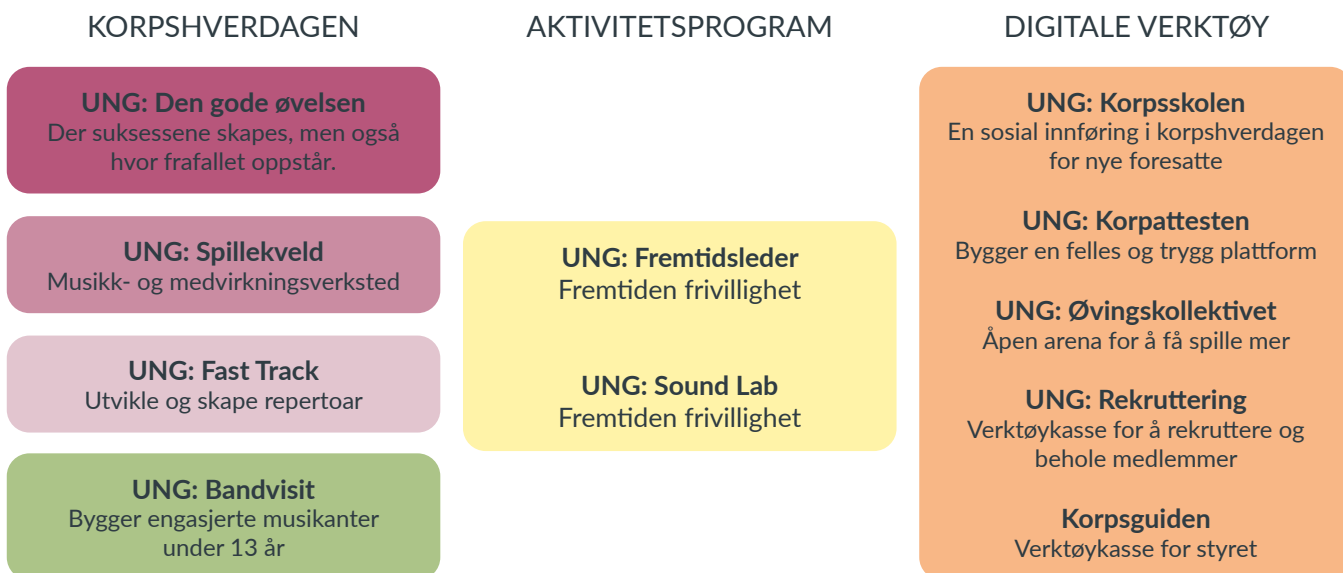 KORPSHVERDAGEN
UNG: Den gode øvelsen
Der suksessene skapes, men også
hvor frafallet oppstår.
UNG: Spillekveld
Musikk- og medvirkningsverksted
UNG: Fast Track
Utvikle og skape repertoar
UNG: Bandvisit
Bygger engasjerte musikanter
under 13 år
AKTIVITETSPROGRAM
UNG: Fremtidsleder
Fremtiden frivillighet
UNG: Sound Lab
Fremtiden frivillighet
DIGITALE VERKTØY
UNG: Korpsskolen
En sosial innføring i korpshverdagen
for nye foresatte
UNG: Korpattesten
Bygger en felles og trygg plattform
UNG: Øvingskollektivet
Åpen arena for å få spille mer
UNG: Rekruttering
Verktøykasse for å rekruttere og
behole medlemmer
Korpsguiden
Verktøykasse for styret